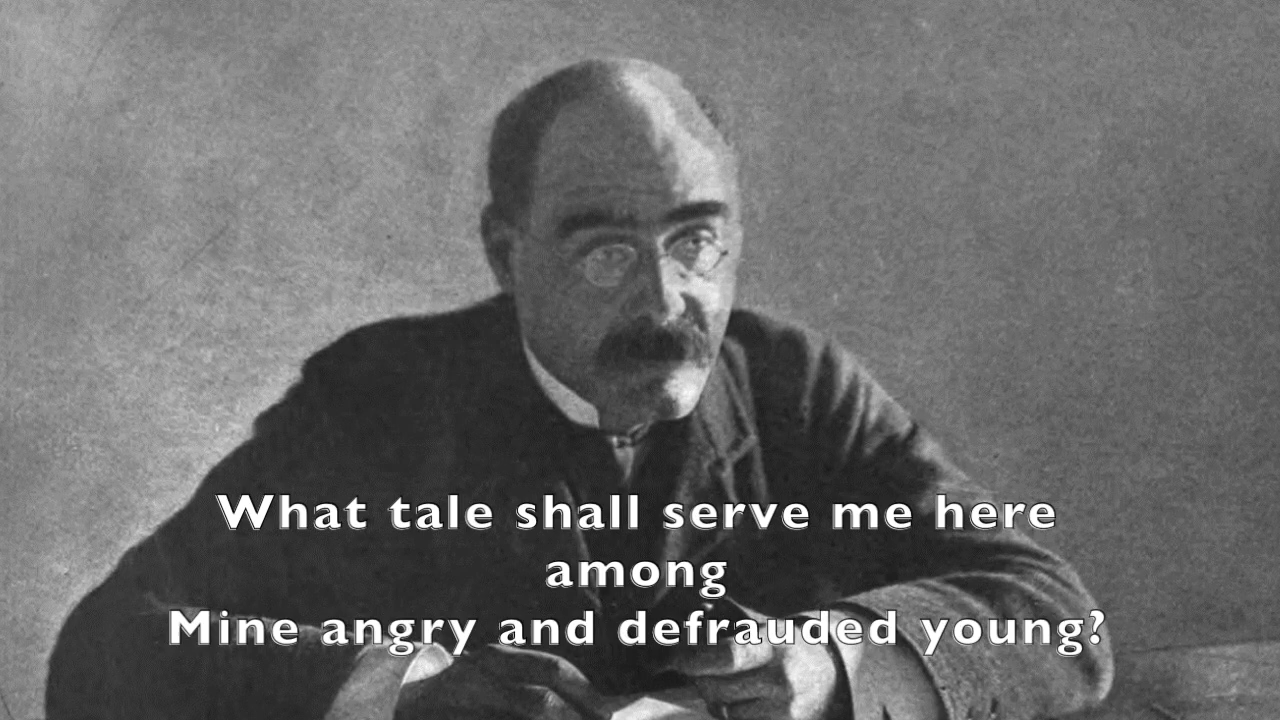 What tale shall serve me here
among
Mine angry and defrauded young?